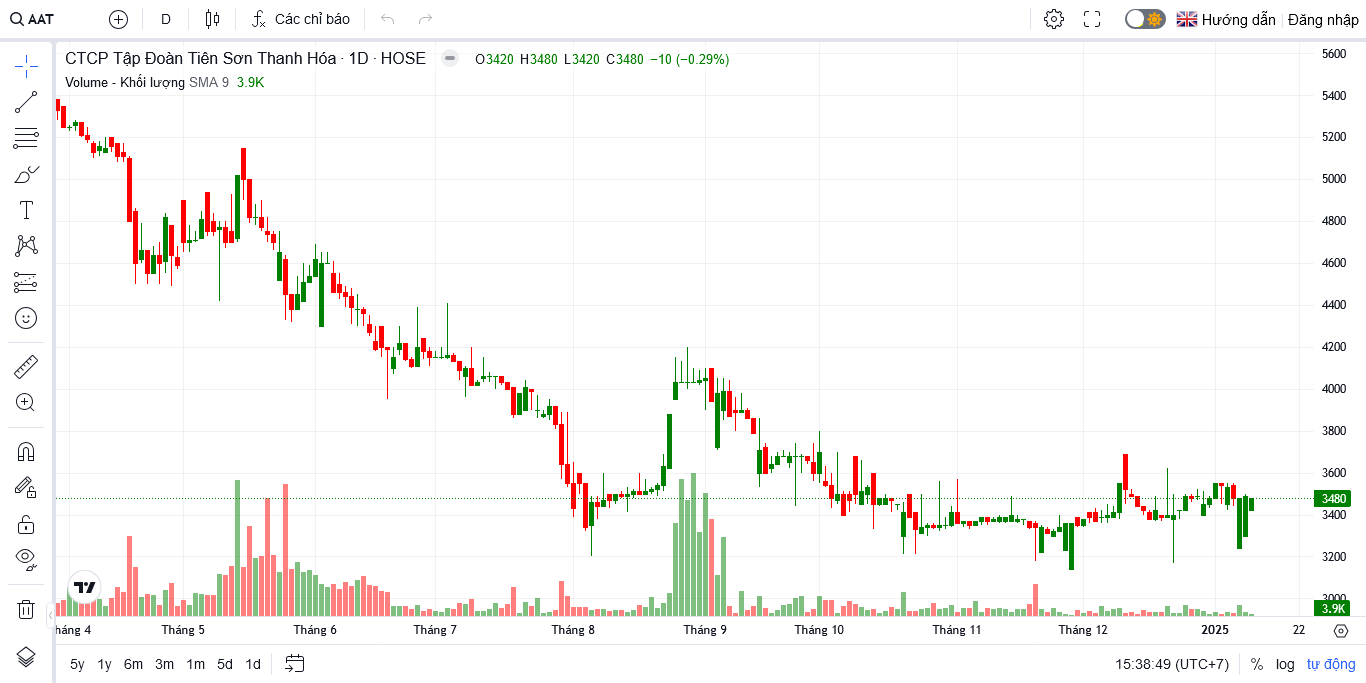 AAT D Các chỉ báo Hướng dẫn Đăng nhập
CTCP Tập Đoàn Tiên Sơn Thanh Hóa · 1D · HOSE O3420 H3480 L3420 C3480 −10 (−0.29%)
Volume - Khối lượng SMA 9 3.9K
5600
5400
5200
5000
4800
4600
4400
4200
4000
3800
3600
3480
3400
3200
3000
3.9K
háng 4 Tháng 5 Tháng 6 Tháng 7 Tháng 8 Tháng 9 Tháng 10 Tháng 11 Tháng 12 2025 22
5y 1y 6m 3m 1m 5d 1d 15:38:49 (UTC+7) % log tự động